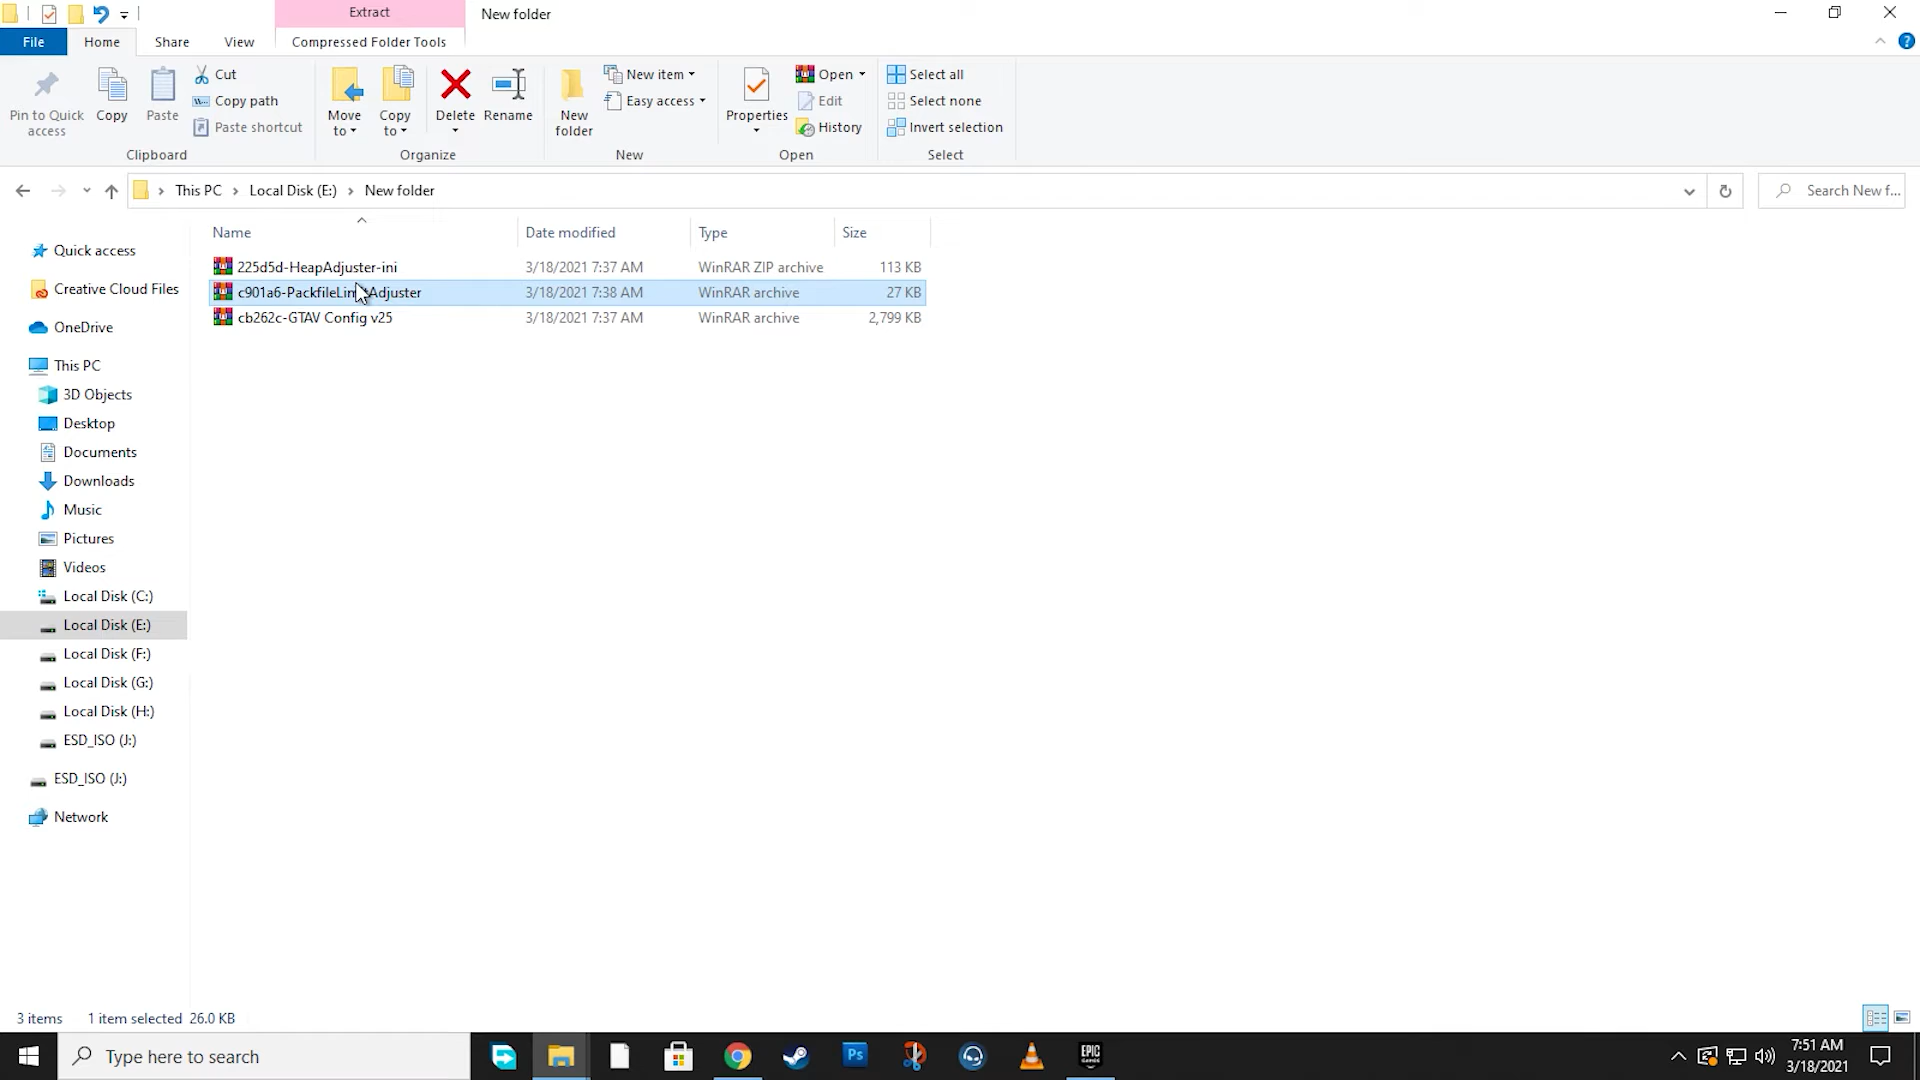 Extract
New folder
File
Home
Share
View
Compressed Folder Tools
Pin to Quick access
Copy
Paste
Cut
Copy path
Paste shortcut
Clipboard
Move to
Copy to
Delete
Rename
Organize
New folder
New item
Easy access
New
Properties
Open
Edit
History
Open
Select all
Select none
Invert selection
Select
This PC
Local Disk (E:)
New folder
Search New f...
Name
Date modified
Type
Size
225d5d-HeapAdjuster-ini 3/18/2021 7:37 AM WinRAR ZIP archive 113 KB
3/18/2021 7:38 AM WinRAR archive 27 KB
cb262c-GTAV Config v25 3/18/2021 7:37 AM WinRAR archive 2,799 KB
Quick access
Creative Cloud Files
OneDrive
This PC
3D Objects
Desktop
Documents
Downloads
Music
Pictures
Videos
Local Disk (C:)
Local Disk (E:)
Local Disk (F:)
Local Disk (G:)
Local Disk (H:)
ESD_ISO (J:)
ESD_ISO (J:)
Network
3 items 1 item selected 26.0 KB
Type here to search
Ps
EPIC
GAMES
7:51 AM
3/18/2021